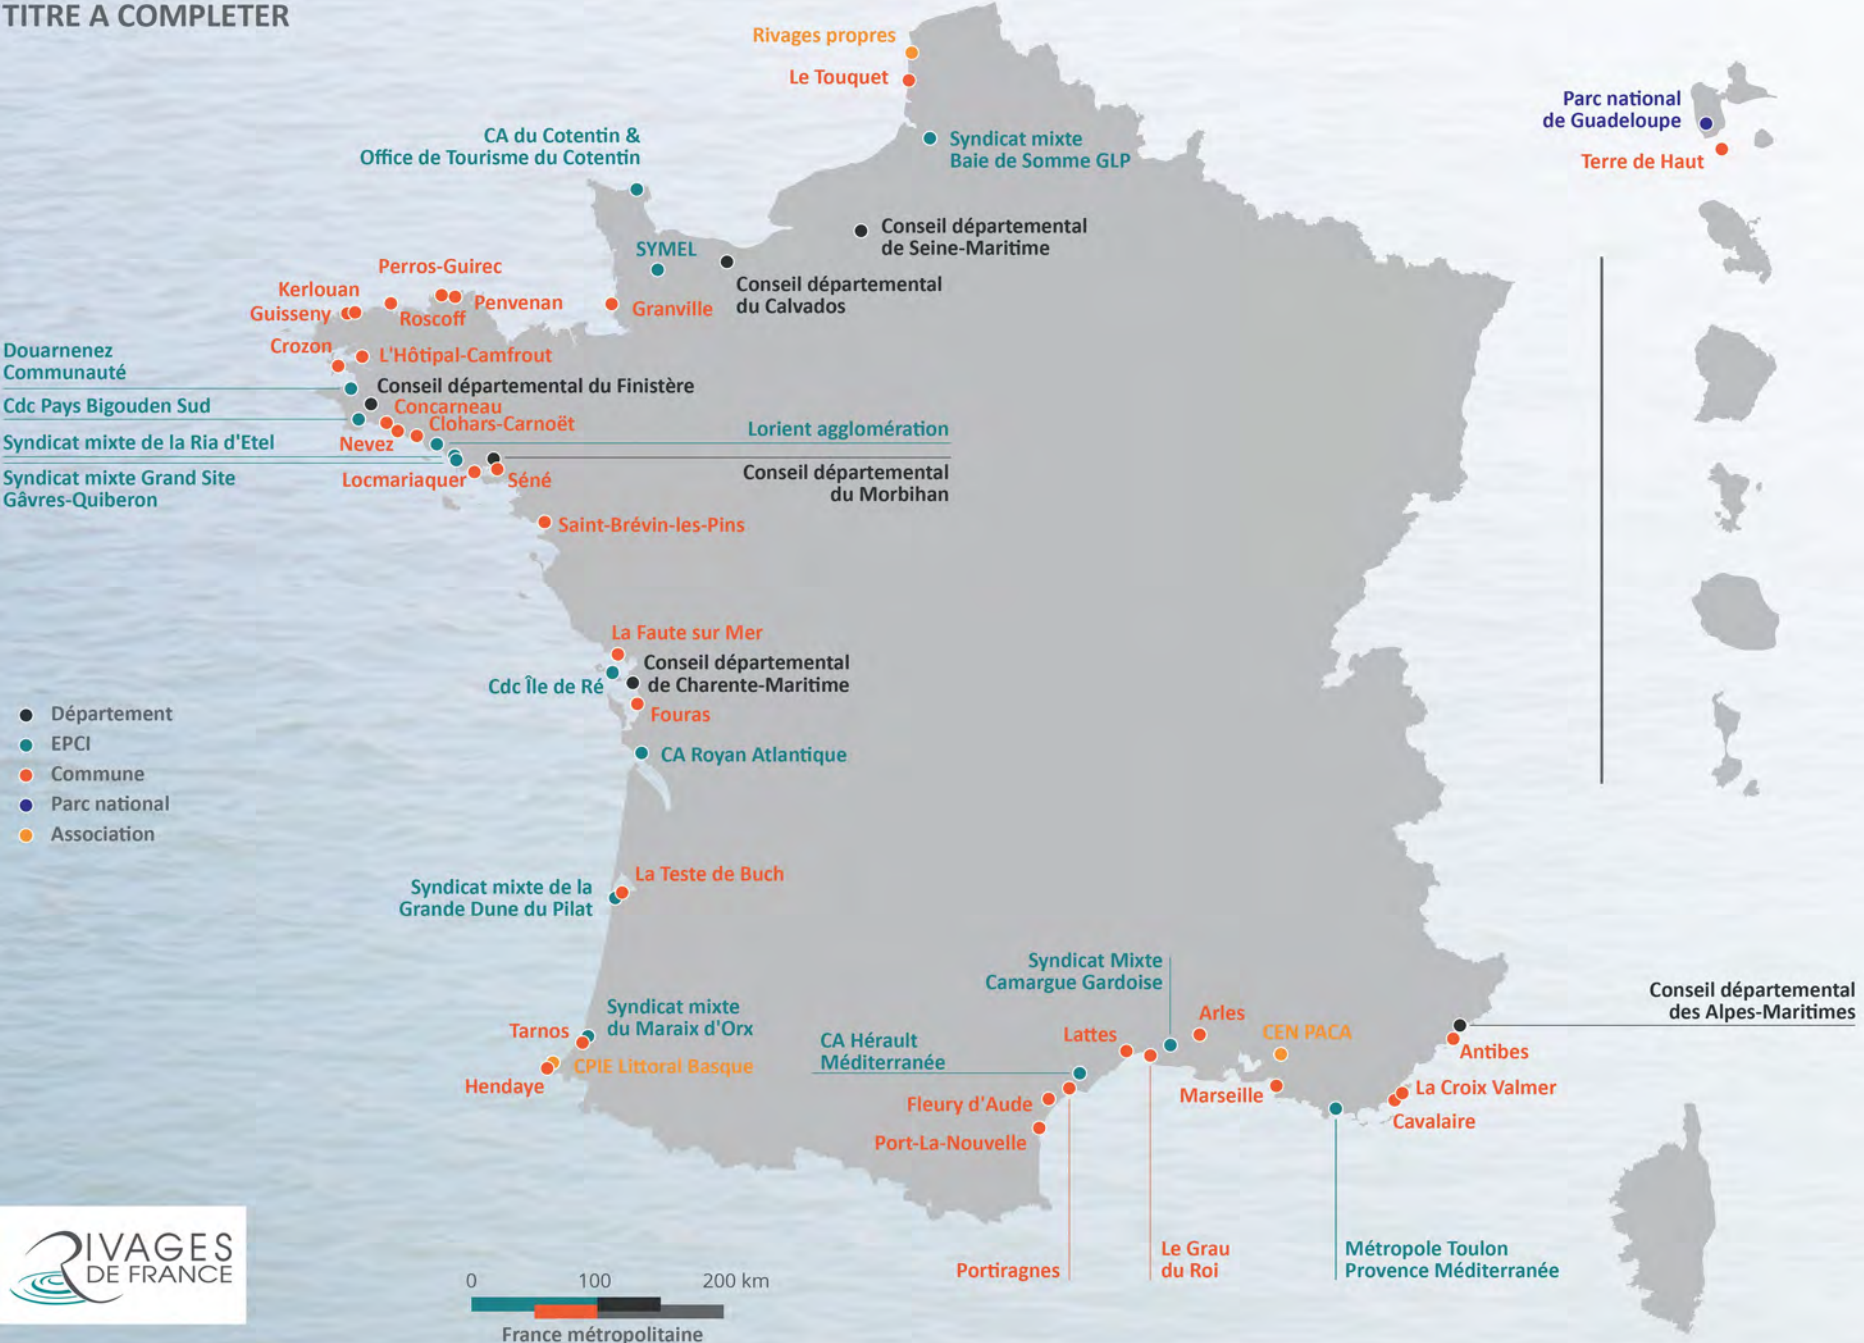 TITRE A COMPLETER
Rivages propres
Le Touquet
Parc national
de Guadeloupe
Terre de Haut
CA du Cotentin &
Office de Tourisme du Cotentin
Syndicat mixte
Baie de Somme GLP
Conseil départemental
de Seine-Maritime
SYMEL
Conseil départemental
du Calvados
Granville
Perros-Guirec
Penvenan
Kerlouan
Guisseny
Roscoff
Crozon
L'Hôtipal-Camfrout
Douarnenez
Communauté
Conseil départemental du Finistère
Cdc Pays Bigouden Sud
Concarneau
Clohars-Carnoët
Nevez
Syndicat mixte de la Ria d'Etel
Lorient agglomération
Syndicat mixte Grand Site
Gâvres-Quiberon
Locmariaquer
Séné
Conseil départemental
du Morbihan
Saint-Brévin-les-Pins
La Faute sur Mer
Conseil départemental
de Charente-Maritime
Cdc Île de Ré
Fouras
CA Royan Atlantique
Département
EPCI
Commune
Parc national
Association
La Teste de Buch
Syndicat mixte de la
Grande Dune du Pilat
Syndicat mixte
du Maraix d'Orx
Tarnos
CPIE Littoral Basque
Hendaye
Syndicat Mixte
Camargue Gardoise
CA Hérault
Méditerranée
Lattes
Arles
CEN PACA
Conseil départemental
des Alpes-Maritimes
Antibes
La Croix Valmer
Cavalaire
Marseille
Fleury d'Aude
Port-La-Nouvelle
Portiragnes
Le Grau
du Roi
Métropole Toulon
Provence Méditerranée
RIVAGES
DE FRANCE
0 100 200 km
France métropolitaine